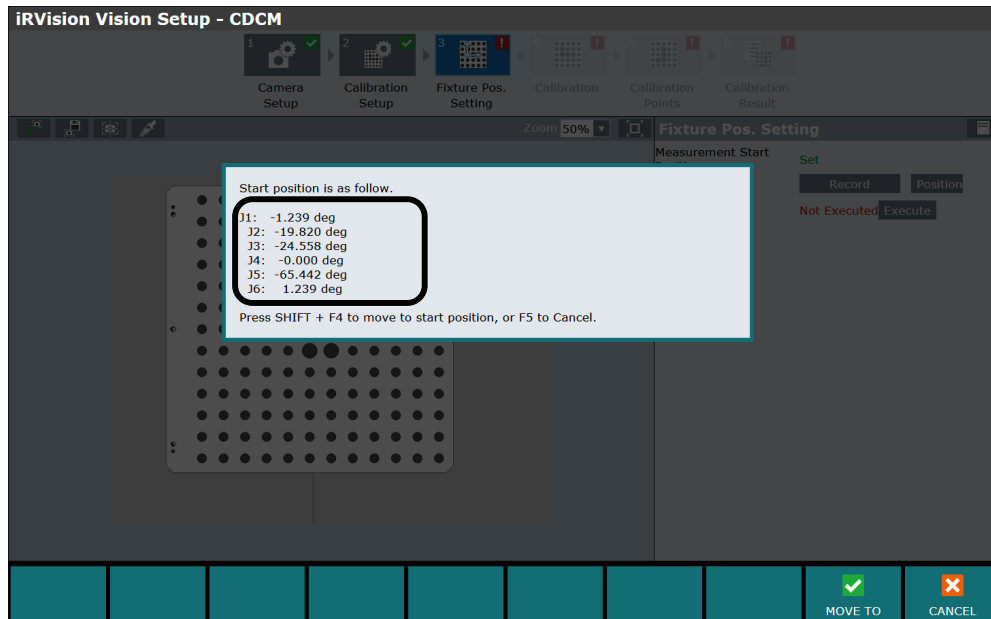 iRVision Vision Setup - CDCM
1
2
3
Camera
Setup
Calibration
Setup
Fixture Pos.
Setting
Calibration
Calibration
Points
Calibration
Result
Zoom 50%
Fixture Pos. Setting
Measurement Start
Set
Record
Position
Not Executed
Execute
Start position is as follow.
J1: -1.239 deg
J2: -19.820 deg
J3: -24.558 deg
J4: -0.000 deg
J5: -65.442 deg
J6: 1.239 deg
Press SHIFT + F4 to move to start position, or F5 to Cancel.
MOVE TO
CANCEL